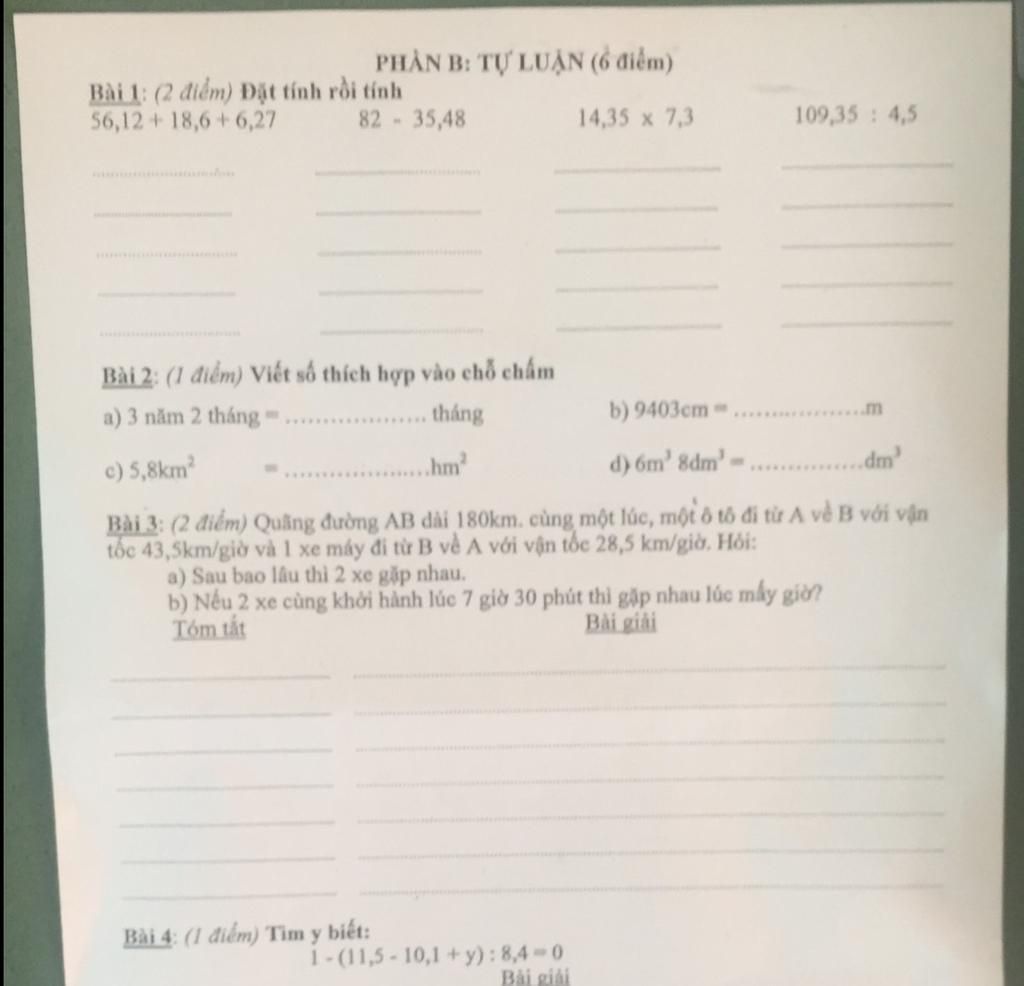 PHẦN B: TỰ LUẬN (6 điểm)
Bài 1: (2 điểm) Đặt tính rồi tính
56,12 + 18,6 + 6,27 82 - 35,48 14,35 x 7,3 109,35 : 4,5
Bài 2: (1 điểm) Viết số thích hợp vào chỗ chấm
a) 3 năm 2 tháng = .................... tháng b) 9403cm = ...................m
c) 5,8km² = .....................hm² d) 6m³ 8dm³ = ................dm³
Bài 3: (2 điểm) Quãng đường AB dài 180km. cùng một lúc, một ô tô đi từ A về B với vận
tốc 43,5km/giờ và 1 xe máy đi từ B về A với vận tốc 28,5 km/giờ. Hỏi:
a) Sau bao lâu thì 2 xe gặp nhau.
b) Nếu 2 xe cùng khởi hành lúc 7 giờ 30 phút thì gặp nhau lúc mấy giờ?
Tóm tắt Bài giải
Bài 4: (1 điểm) Tìm y biết:
1 - (11,5 - 10,1 + y) : 8,4 = 0
Bài giải